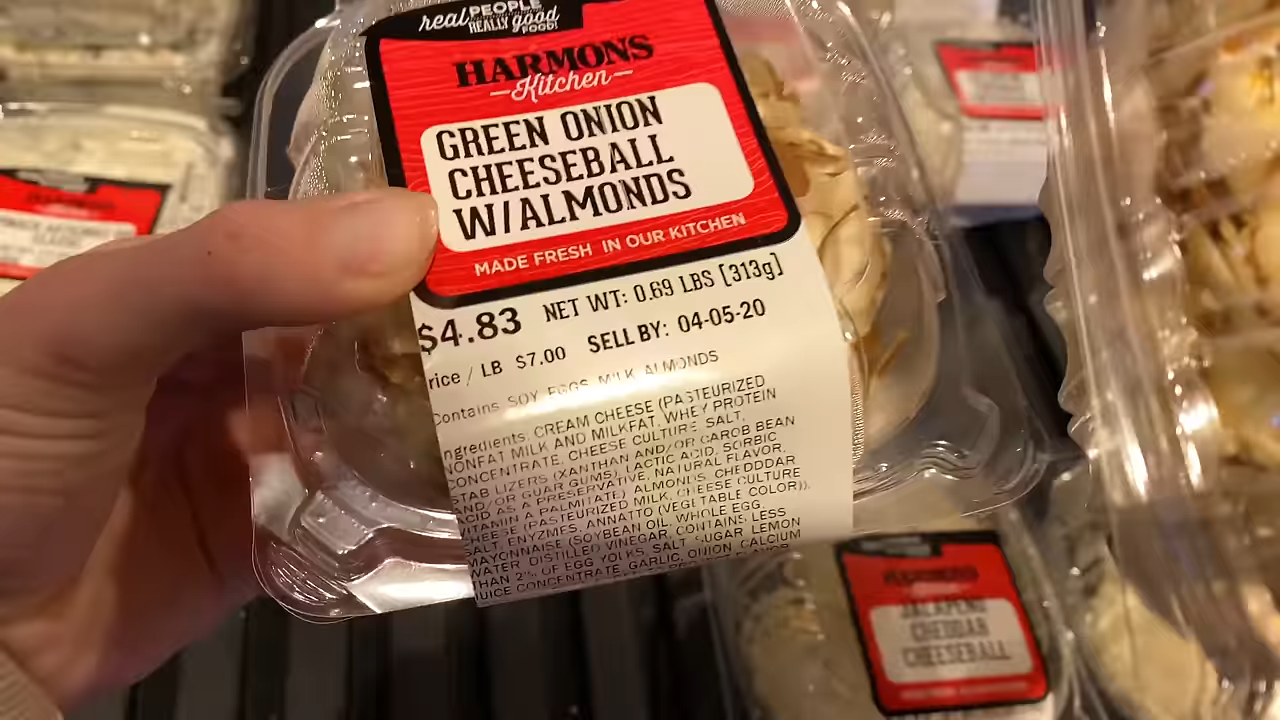 real PEOPLE
REALLY good
FOOD!
HARMONS
Kitchen
GREEN ONION
CHEESEBALL
W/ALMONDS
MADE FRESH IN OUR KITCHEN
$4.83 NET WT: 0.69 LBS [313g]
rice / LB $7.00 SELL BY: 04-05-20
Contains SOY, EGGS, MILK, ALMONDS
ngredients: CREAM CHEESE (PASTEURIZED
NONFAT MILK AND MILKFAT, WHEY PROTEIN
CONCENTRATE, CHEESE CULTURE, SALT,
STABILIZERS (XANTHAN AND/OR CAROB BEAN
AND/OR GUAR GUMS), LACTIC ACID, SORBIC
ACID AS A PRESERVATIVE, NATURAL FLAVOR,
VITAMIN A PALMITATE) ALMONDS, CHEDDDAR
CHEESE (PASTEURIZED MILK, CHEESE CULTURE
SALT, ENYZMES, ANNATTO (VEGETABLE COLOR)),
MAYONNAISE (SOYBEAN OIL, WHOLE EGG,
WATER, DISTILLED VINEGAR, CONTAINS LESS
THAN 2% OF EGG YOLKS, SALT, SUGAR, LEMON
JUICE CONCENTRATE, GARLIC, ONION, CALCIUM
JALAPENO
CHEDDAR
CHEESEBALL